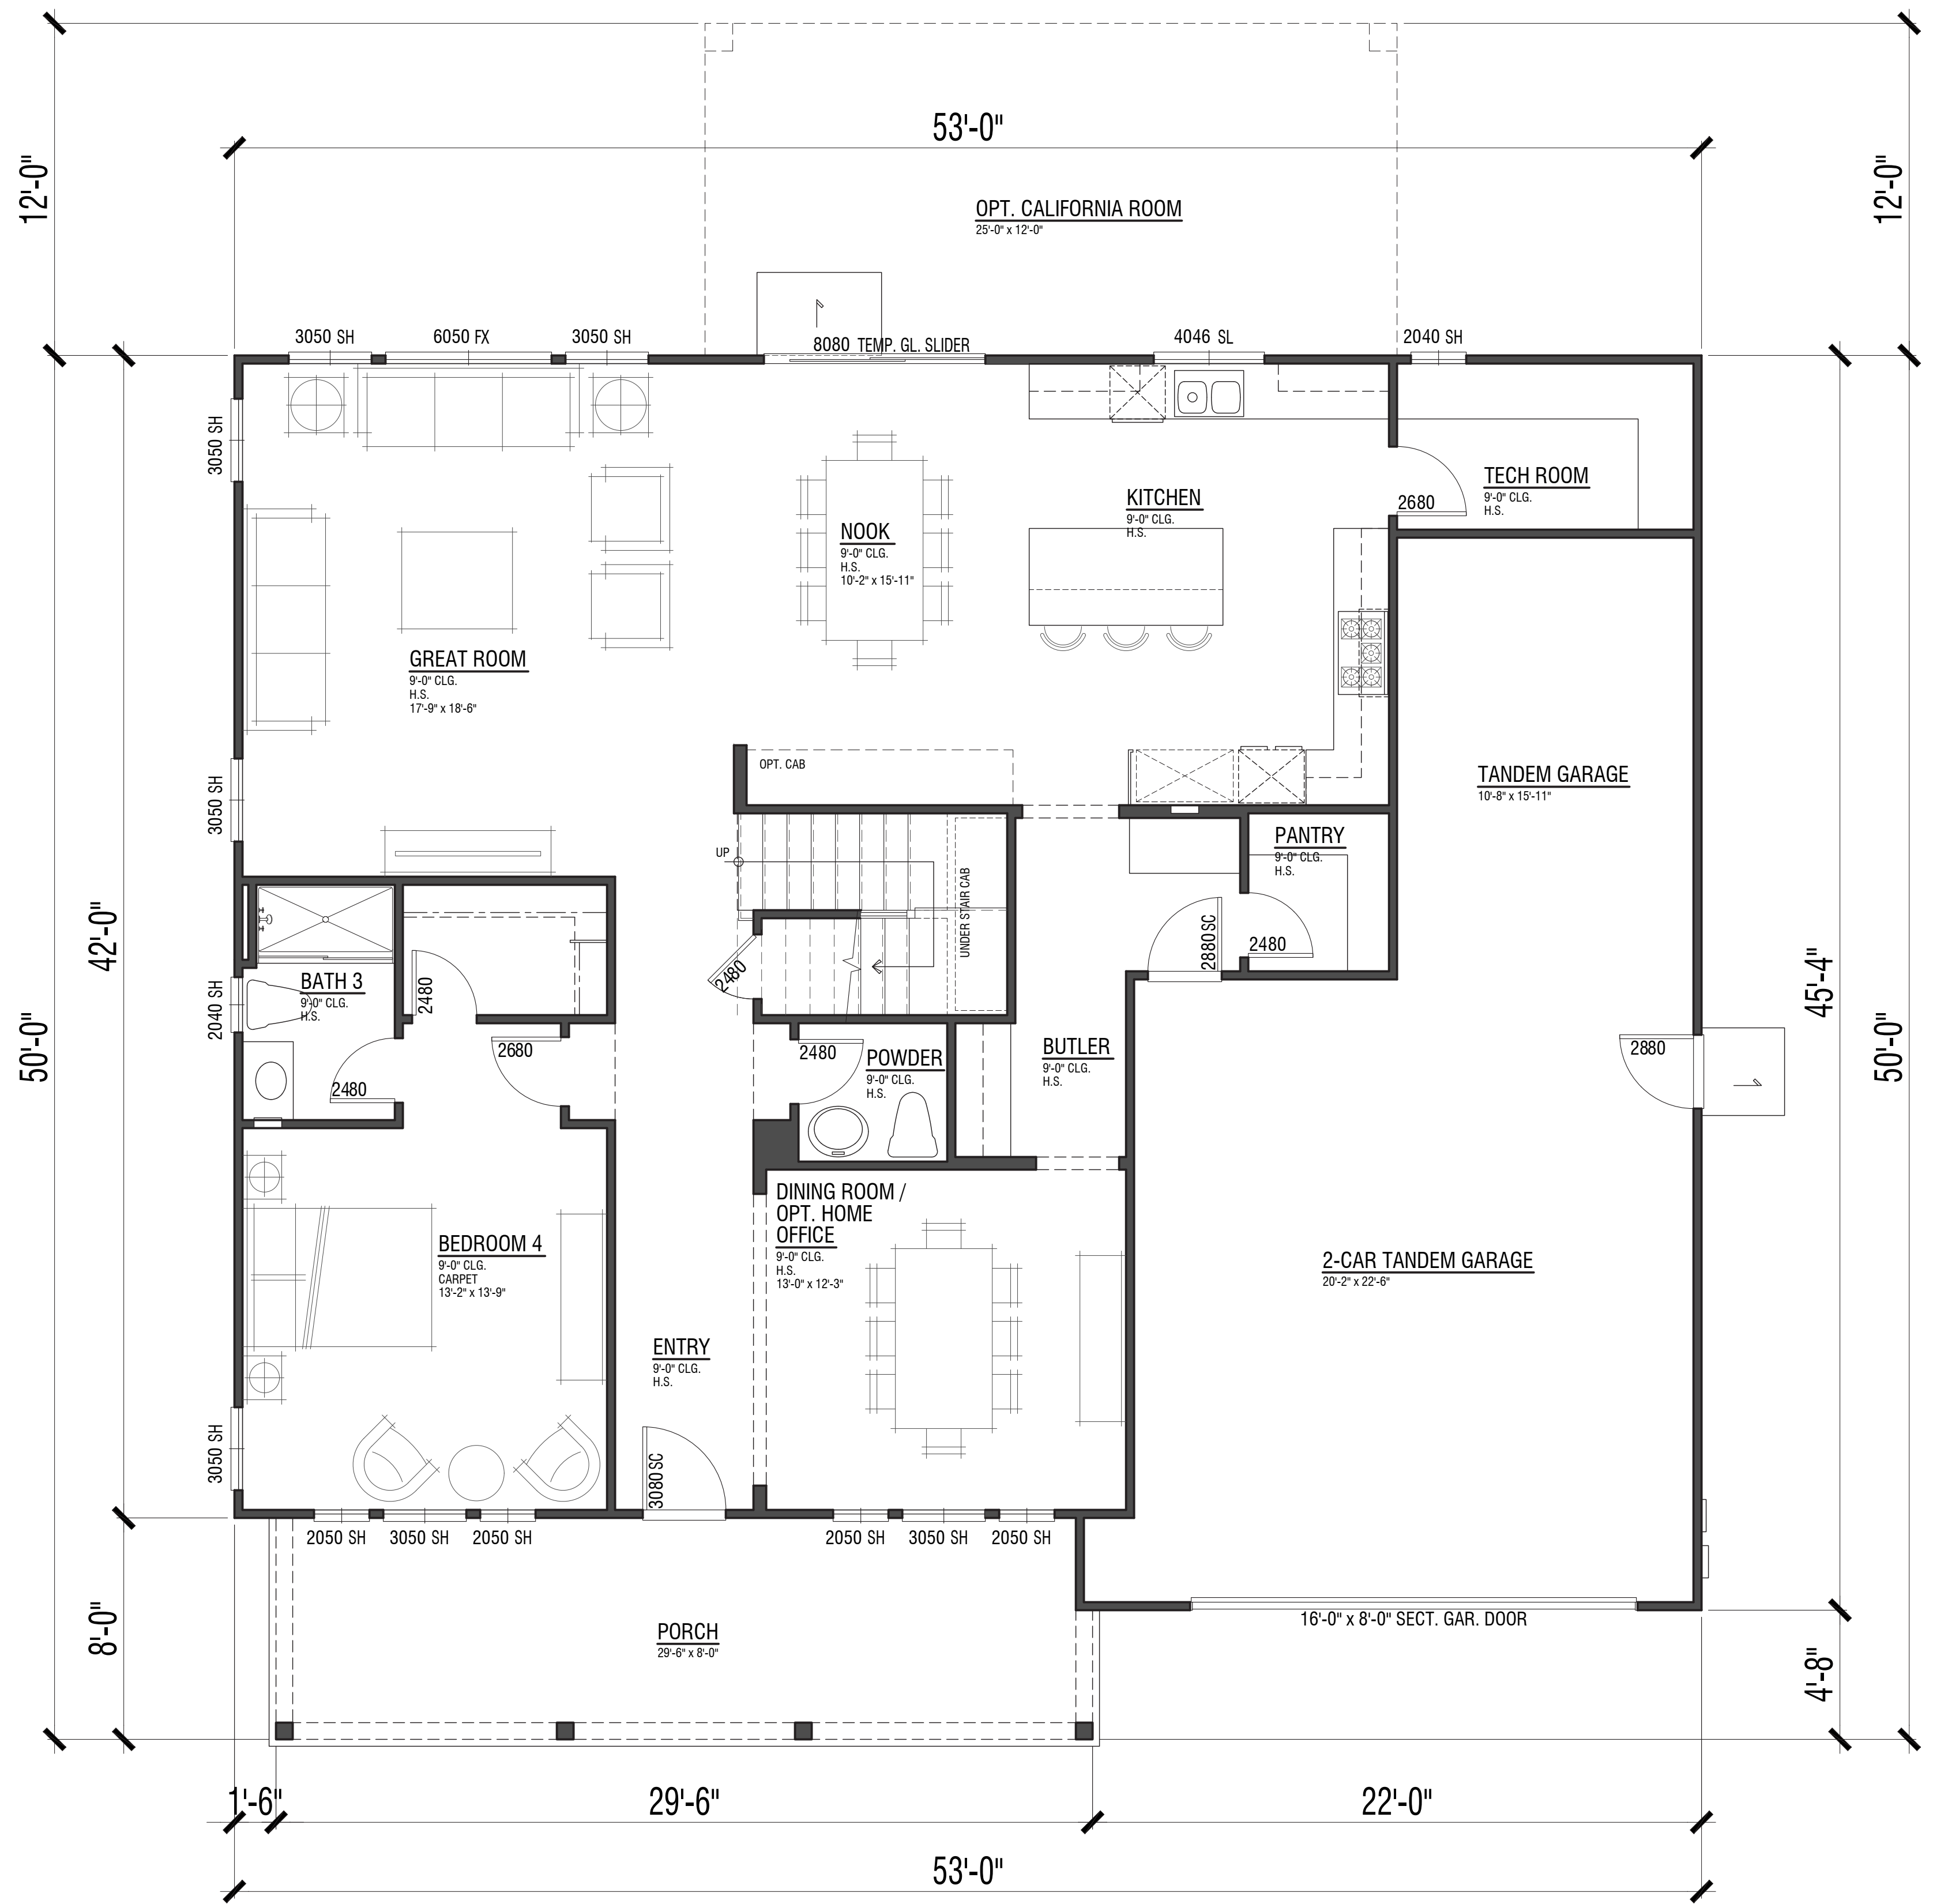 53'-0"
12'-0"
12'-0"
OPT. CALIFORNIA ROOM
25'-0" x 12'-0"
3050 SH
6050 FX
3050 SH
8080 TEMP. GL. SLIDER
4046 SL
2040 SH
3050 SH
TECH ROOM
9'-0" CLG.
H.S.
2680
KITCHEN
9'-0" CLG.
H.S.
NOOK
9'-0" CLG.
H.S.
10'-2" x 15'-11"
GREAT ROOM
9'-0" CLG.
H.S.
17'-9" x 18'-6"
OPT. CAB
TANDEM GARAGE
10'-8" x 15'-11"
3050 SH
UP
PANTRY
9'-0" CLG.
H.S.
UNDER STAIR CAB
2880 SC
2480
42'-0"
BATH 3
9'-0" CLG.
H.S.
2040 SH
2480
2480
45'-4"
50'-0"
50'-0"
2680
2480
2480
POWDER
9'-0" CLG.
H.S.
BUTLER
9'-0" CLG.
H.S.
2880
DINING ROOM /
OPT. HOME
OFFICE
9'-0" CLG.
H.S.
13'-0" x 12'-3"
BEDROOM 4
9'-0" CLG.
CARPET
13'-2" x 13'-9"
2-CAR TANDEM GARAGE
20'-2" x 22'-6"
ENTRY
9'-0" CLG.
H.S.
3050 SH
3080 SC
2050 SH
3050 SH
2050 SH
2050 SH
3050 SH
2050 SH
8'-0"
16'-0" x 8'-0" SECT. GAR. DOOR
PORCH
29'-6" x 8'-0"
4'-8"
1'-6"
29'-6"
22'-0"
53'-0"